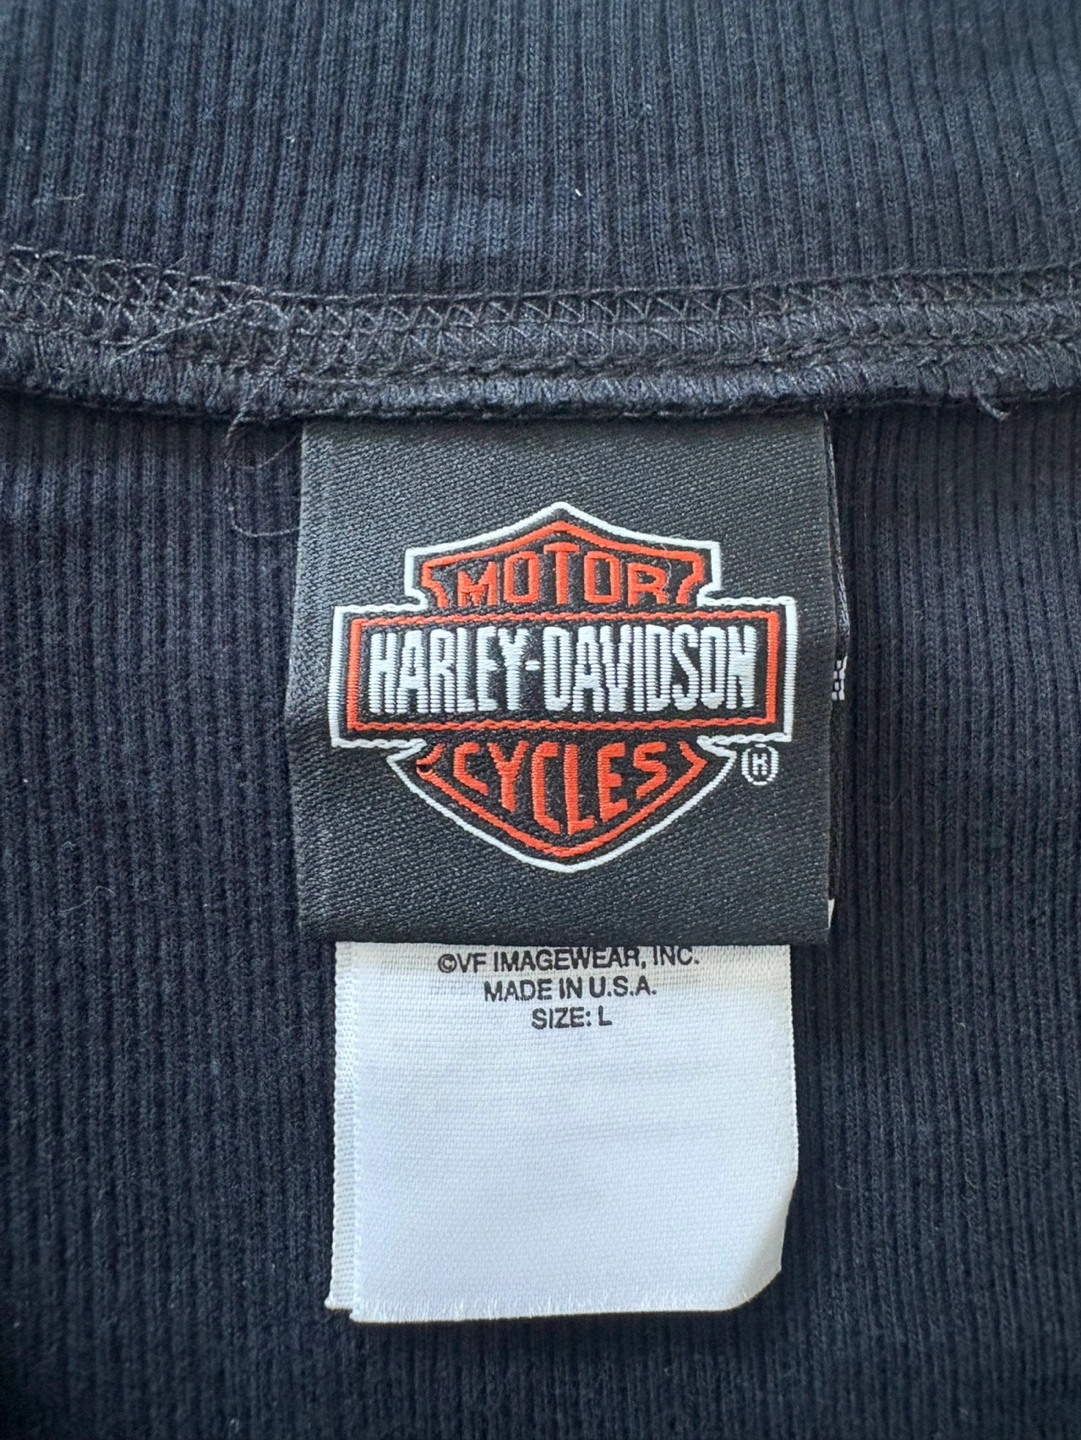 MOTOR
HARLEY-DAVIDSON
CYCLES
®
©VF IMAGEWEAR, INC.
MADE IN U.S.A.
SIZE: L